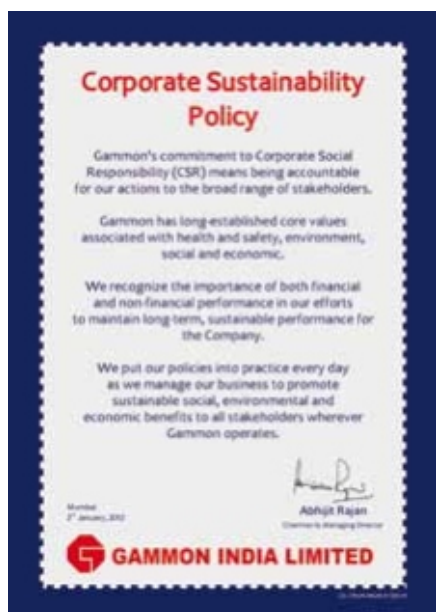 Corporate Sustainability
Policy
Gammon's commitment to Corporate Social
Responsibility (CSR) means being accountable
for our actions to the broad range of stakeholders.
Gammon has long-established core values
associated with health and safety, environment,
social and economic.
We recognize the importance of both financial
and non-financial performance in our efforts
to maintain long-term, sustainable performance for
the Company.
We put our policies into practice every day
as we manage our business to promote
sustainable social, environmental and
economic benefits to all stakeholders wherever
Gammon operates.
Mumbai
2nd January, 2012
Abhijit Rajan
Chairman & Managing Director
GAMMON INDIA LIMITED